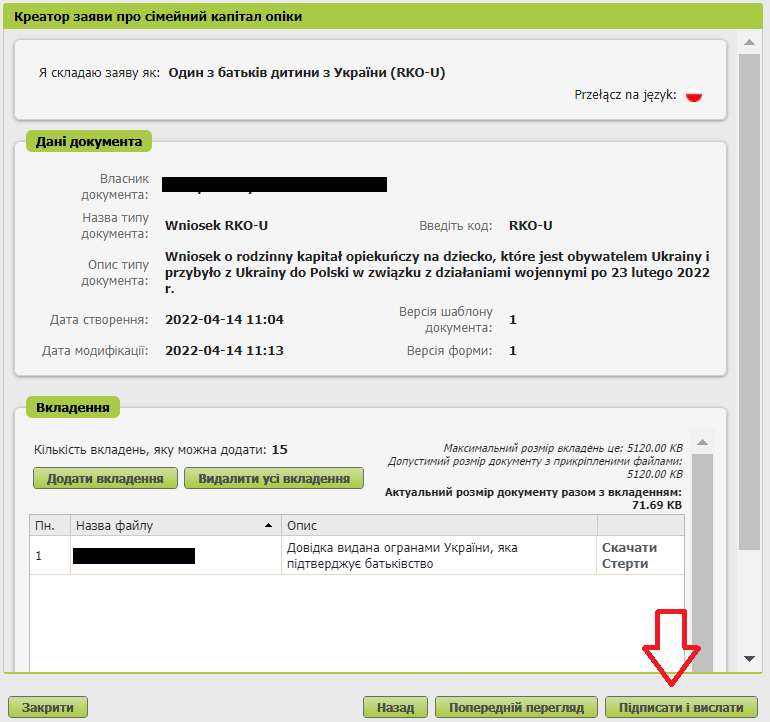 Креатор заяви про сімейний капітал опіки
Я складаю заяву як: Один з батьків дитини з України (RKO-U)
Przełącz na język:
Дані документа
Власник
документа:
Назва типу
документа:
Wniosek RKO-U
Введіть код: RKO-U
Опис типу
документа:
Wniosek o rodzinny kapitał opiekuńczy na dziecko, które jest obywatelem Ukrainy i
przybyło z Ukrainy do Polski w związku z działaniami wojennymi po 23 lutego 2022
r.
Дата створення: 2022-04-14 11:04
Версія шаблону
документа:
1
Дата модифікації: 2022-04-14 11:13
Версія форми: 1
Вкладення
Кількість вкладень, яку можна додати: 15
Додати вкладення
Видалити усі вкладення
Максимальний розмір вкладень це: 5120.00 KB
Допустимий розмір документу з прикріпленими файлами:
5120.00 KB
Актуальний розмір документу разом з вкладенням:
71.69 KB
Пн. Назва файлу Опис
1
Довідка видана огранами України, яка
підтверджує батьківство
Скачати
Стерти
Закрити
Назад
Попередній перегляд
Підписати і вислати